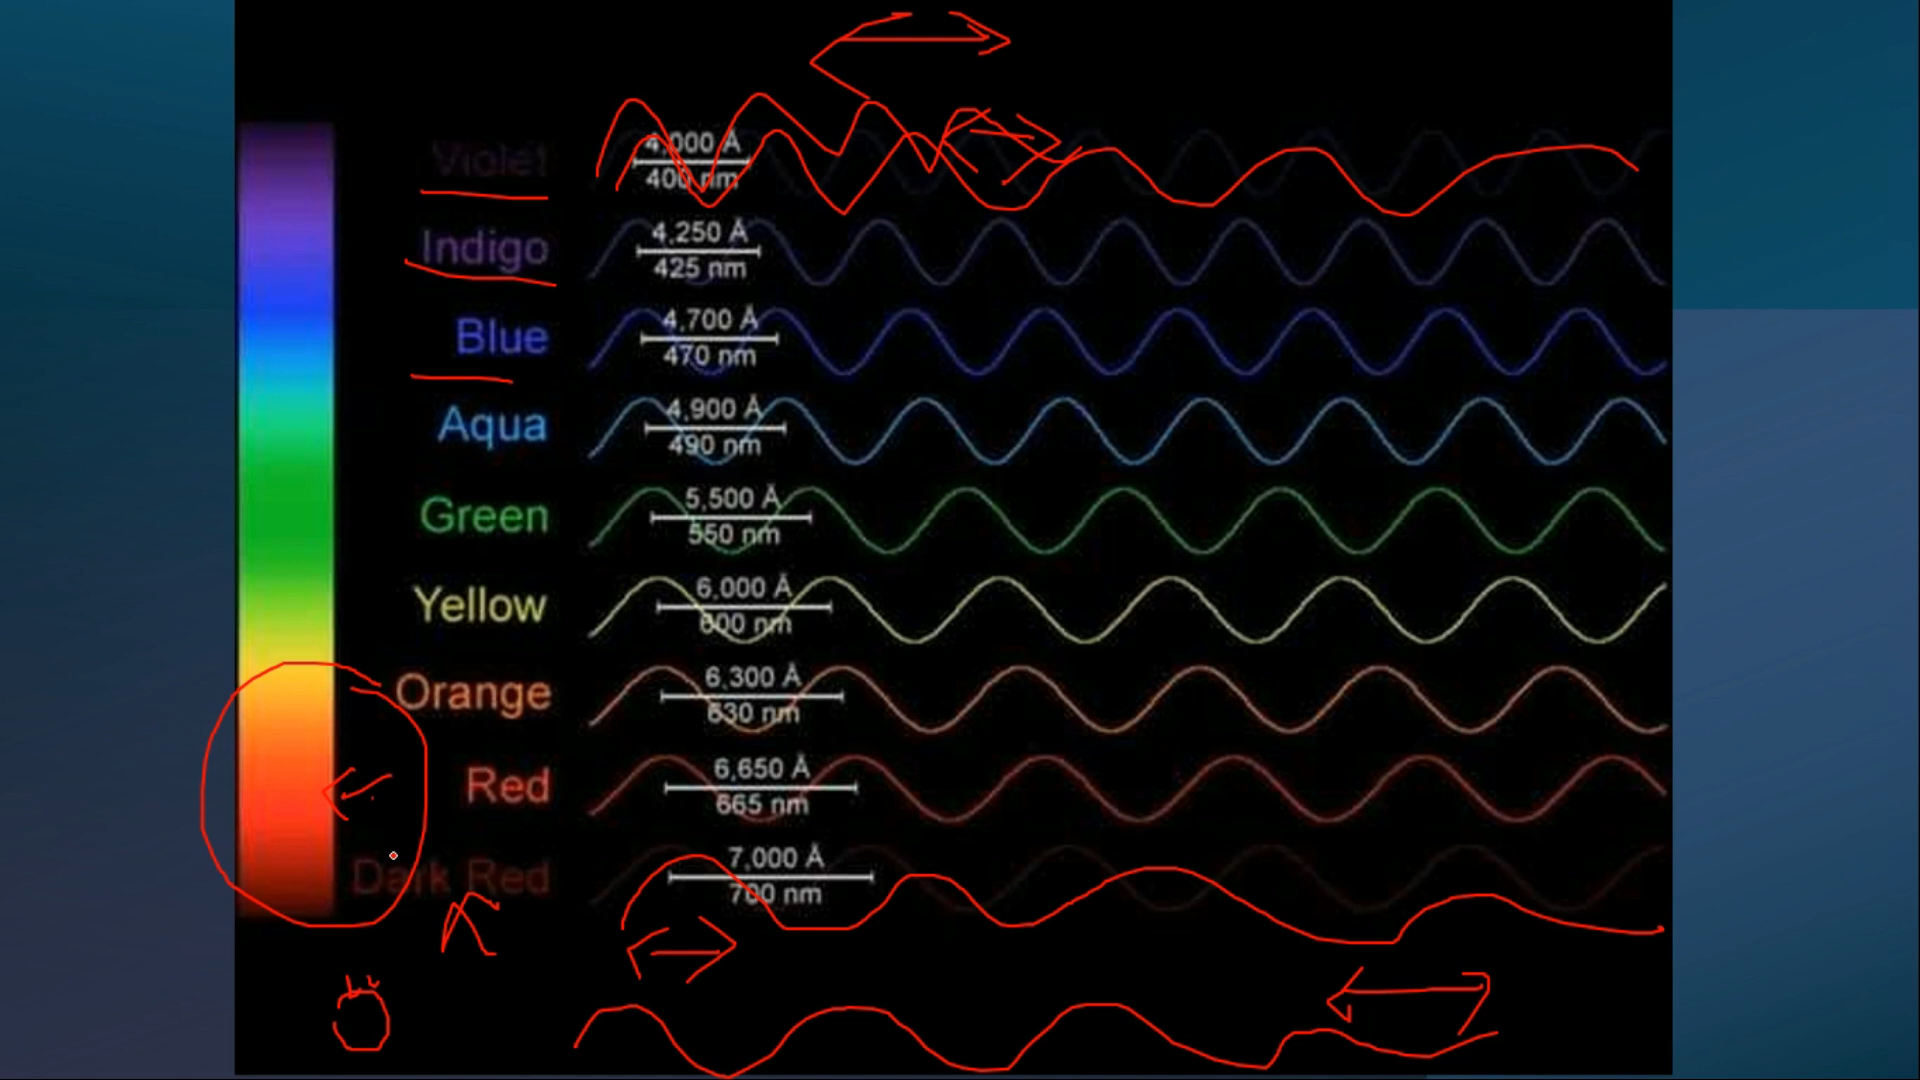 Violet 4,000 Å
400 nm
Indigo 4,250 Å
425 nm
Blue 4,700 Å
470 nm
Aqua 4,900 Å
490 nm
Green 5,500 Å
550 nm
Yellow 6,000 Å
600 nm
Orange 6,300 Å
630 nm
Red 6,650 Å
665 nm
Dark Red 7,000 Å
700 nm